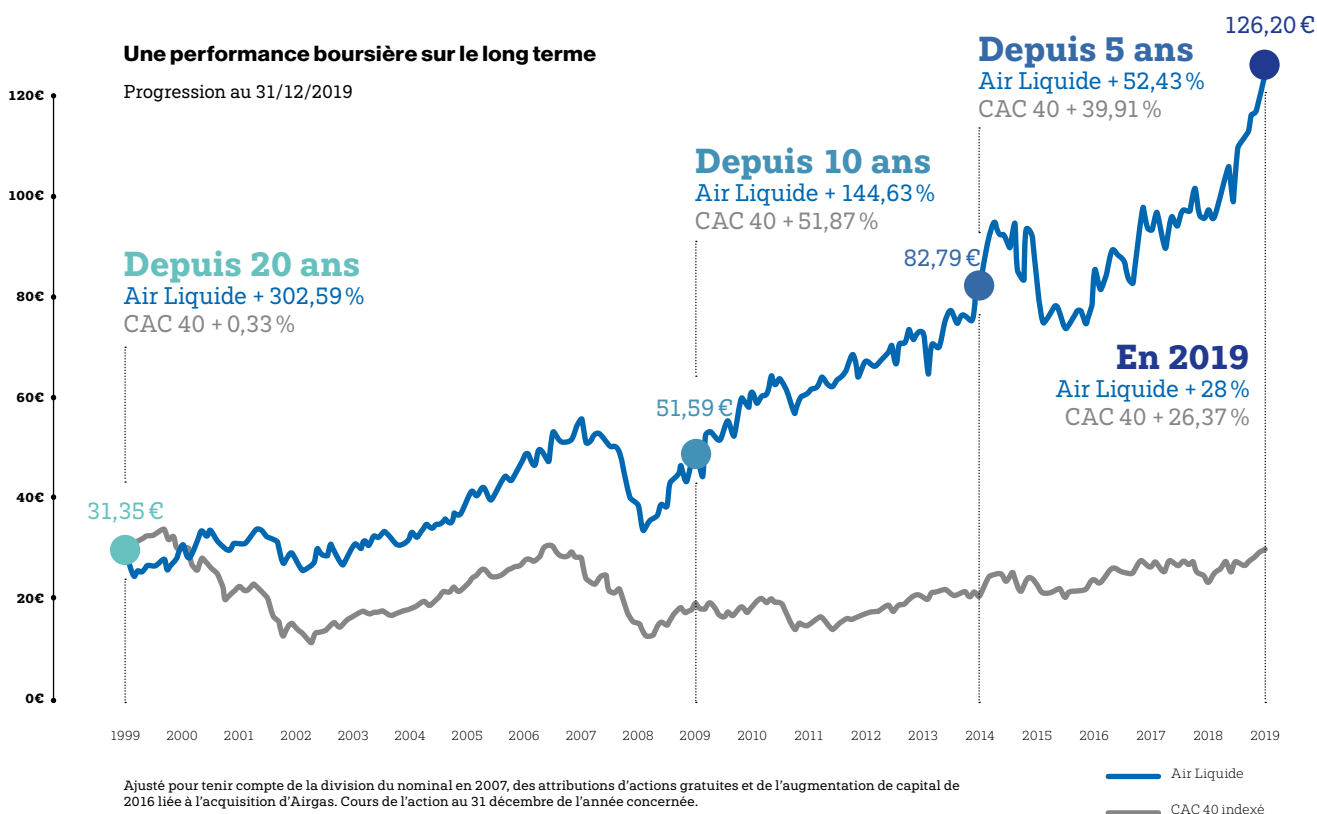 Une performance boursière sur le long terme
Progression au 31/12/2019
126,20 €
Depuis 5 ans
Air Liquide + 52,43 %
CAC 40 + 39,91 %
Depuis 10 ans
Air Liquide + 144,63 %
CAC 40 + 51,87 %
82,79 €
Depuis 20 ans
Air Liquide + 302,59 %
CAC 40 + 0,33 %
En 2019
Air Liquide + 28 %
CAC 40 + 26,37 %
51,59 €
31,35 €
120€
100€
80€
60€
40€
20€
0€
1999 2000 2001 2002 2003 2004 2005 2006 2007 2008 2009 2010 2011 2012 2013 2014 2015 2016 2017 2018 2019
Ajusté pour tenir compte de la division du nominal en 2007, des attributions d’actions gratuites et de l’augmentation de capital de
2016 liée à l’acquisition d’Airgas. Cours de l’action au 31 décembre de l’année concernée.
Air Liquide
CAC 40 indexé